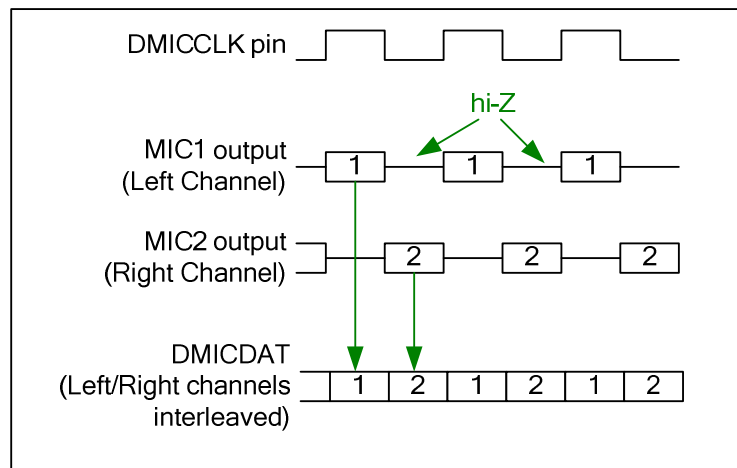 DMICCLK pin
hi-Z
MIC1 output
(Left Channel)
1 1 1
MIC2 output
(Right Channel)
2 2 2
DMICDAT
(Left/Right channels
interleaved)
1 2 1 2 1 2